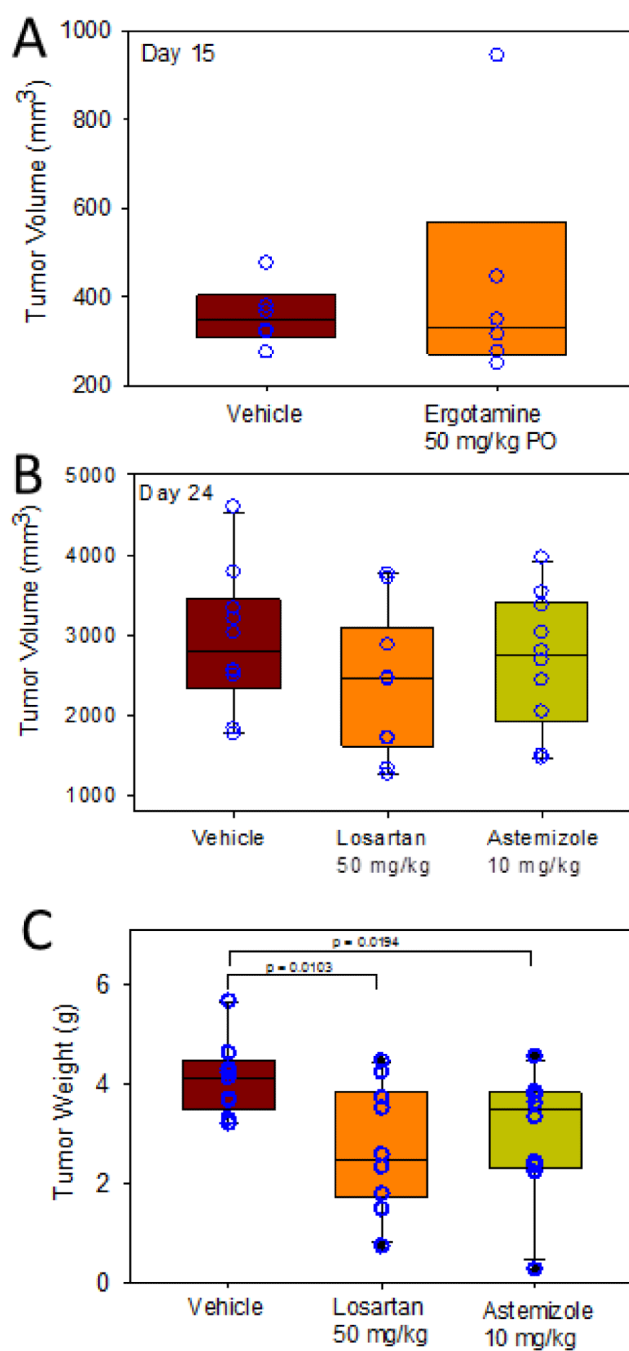 A
Day 15
Tumor Volume (mm3)
1000
800
600
400
200
Vehicle
Ergotamine
50 mg/kg PO
B
Day 24
Tumor Volume (mm3)
5000
4000
3000
2000
1000
Vehicle
Losartan
50 mg/kg
Astemizole
10 mg/kg
C
p = 0.0194
p = 0.0103
Tumor Weight (g)
6
4
2
0
Vehicle
Losartan
50 mg/kg
Astemizole
10 mg/kg